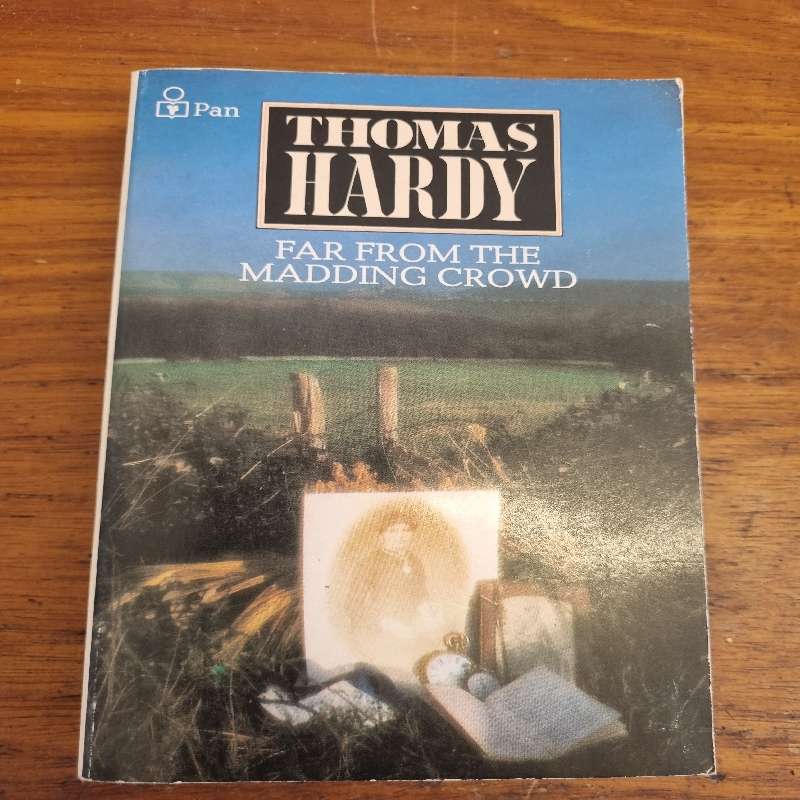 Pan
THOMAS
HARDY
FAR FROM THE
MADDING CROWD